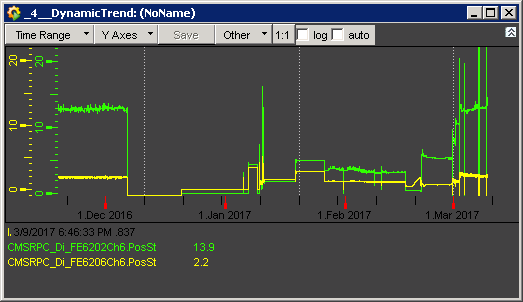 _4__DynamicTrend: (NoName)
Time Range Y Axes Save Other 1:1 log auto
20 20
10 10
0 0
1.Dec 2016 1.Jan 2017 1.Feb 2017 1.Mar 2017
3/9/2017 6:46:33 PM .837
CMSRPC_Di_FE6202Ch6.PosSt 13.9
CMSRPC_Di_FE6206Ch6.PosSt 2.2